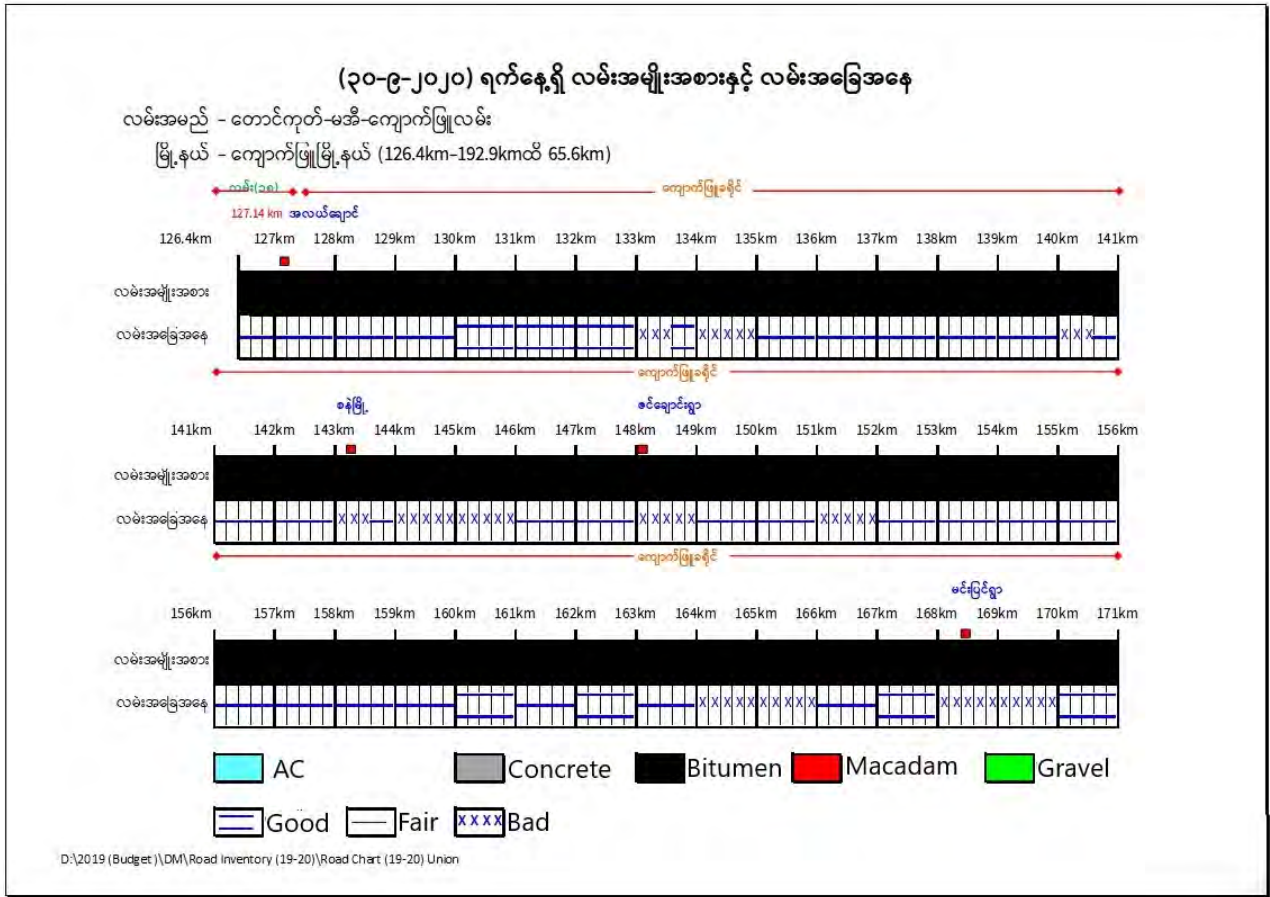 (၃၀-၉-၂၀၂၀) ရက်နေ့ရှိ လမ်းအမျိုးအစားနှင့် လမ်းအခြေအနေ
လမ်းအမည် - တောင်ကုတ်-မအီ-ကျောက်ဖြူလမ်း
မြို့နယ် - ကျောက်ဖြူမြို့နယ် (126.4km-192.9kmထိ 65.6km)
လမ်း(၁၈) ကျောက်ဖြူခရိုင်
127.14 km အလယ်ချောင်
126.4km 127km 128km 129km 130km 131km 132km 133km 134km 135km 136km 137km 138km 139km 140km 141km
လမ်းအမျိုးအစား
လမ်းအခြေအနေ
X X X X X X X X X X X
ကျောက်ဖြူခရိုင်
စနဲမြို့ ဇင်ချောင်းရွာ
141km 142km 143km 144km 145km 146km 147km 148km 149km 150km 151km 152km 153km 154km 155km 156km
လမ်းအမျိုးအစား
လမ်းအခြေအနေ
X X X X X X X X X X X X X X X X X X X X X X X
ကျောက်ဖြူခရိုင်
မင်းပြင်ရွာ
156km 157km 158km 159km 160km 161km 162km 163km 164km 165km 166km 167km 168km 169km 170km 171km
လမ်းအမျိုးအစား
လမ်းအခြေအနေ
X X X X X X X X X X X X X X X X X X X X
AC Concrete Bitumen Macadam Gravel
Good Fair X X X X Bad
D:\2019 (Budget)\DM\Road Inventory (19-20)\Road Chart (19-20) Union